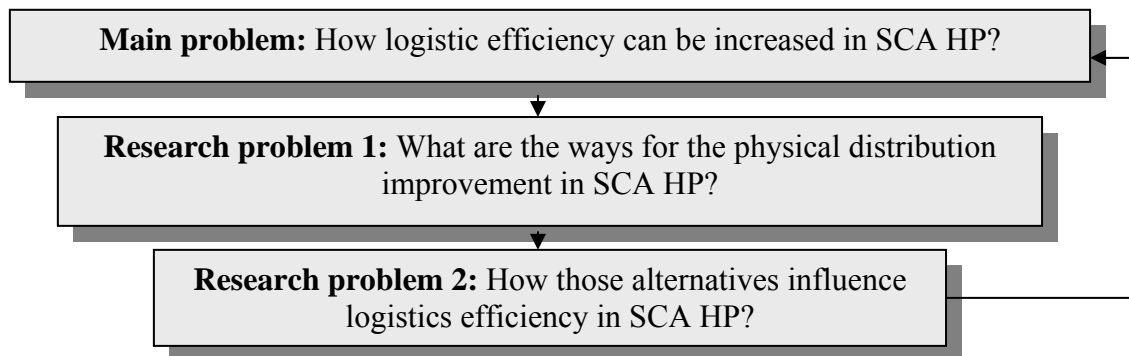 Main problem: How logistic efficiency can be increased in SCA HP?
Research problem 1: What are the ways for the physical distribution
improvement in SCA HP?
Research problem 2: How those alternatives influence
logistics efficiency in SCA HP?